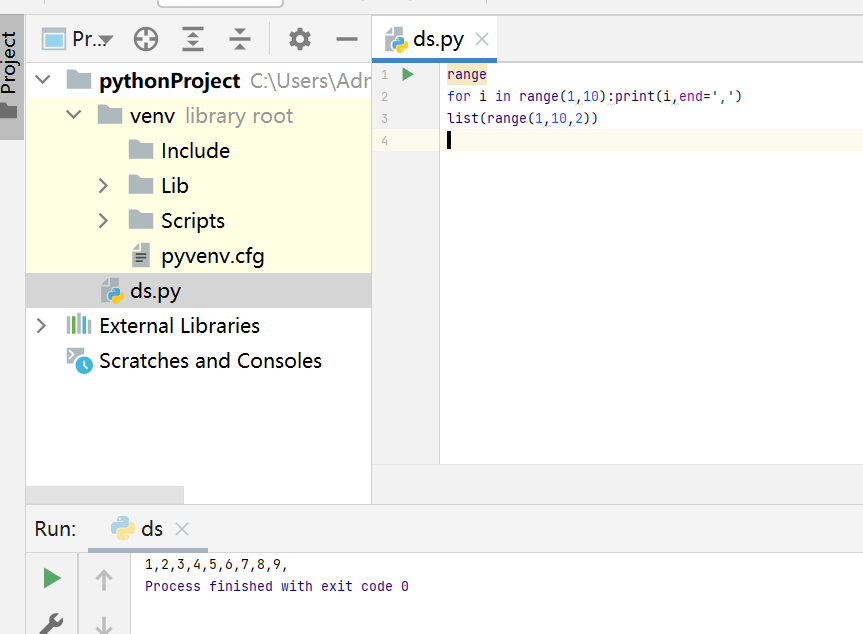 Project
Pr...
ds.py
pythonProject C:\Users\Adr
venv library root
Include
Lib
Scripts
pyvenv.cfg
ds.py
External Libraries
Scratches and Consoles
1 range
2 for i in range(1,10):print(i,end=',')
3 list(range(1,10,2))
4
Run: ds
1,2,3,4,5,6,7,8,9,
Process finished with exit code 0